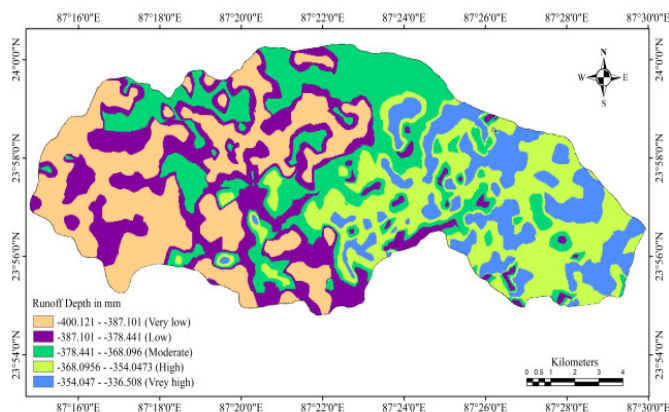 87°16'0"E 87°18'0"E 87°20'0"E 87°22'0"E 87°24'0"E 87°26'0"E 87°28'0"E 87°30'0"E
24°0'0"N
24°0'0"N
N
W E
S
23°58'0"N
23°58'0"N
23°56'0"N
23°56'0"N
23°54'0"N
23°54'0"N
Runoff Depth in mm
-400.121 - -387.101 (Very low)
-387.101 - -378.441 (Low)
-378.441 - -368.096 (Moderate)
-368.0956 - -354.0473 (High)
-354.047 - -336.508 (Vrey high)
Kilometers
0 0.5 1 2 3 4
87°16'0"E 87°18'0"E 87°20'0"E 87°22'0"E 87°24'0"E 87°26'0"E 87°28'0"E 87°30'0"E